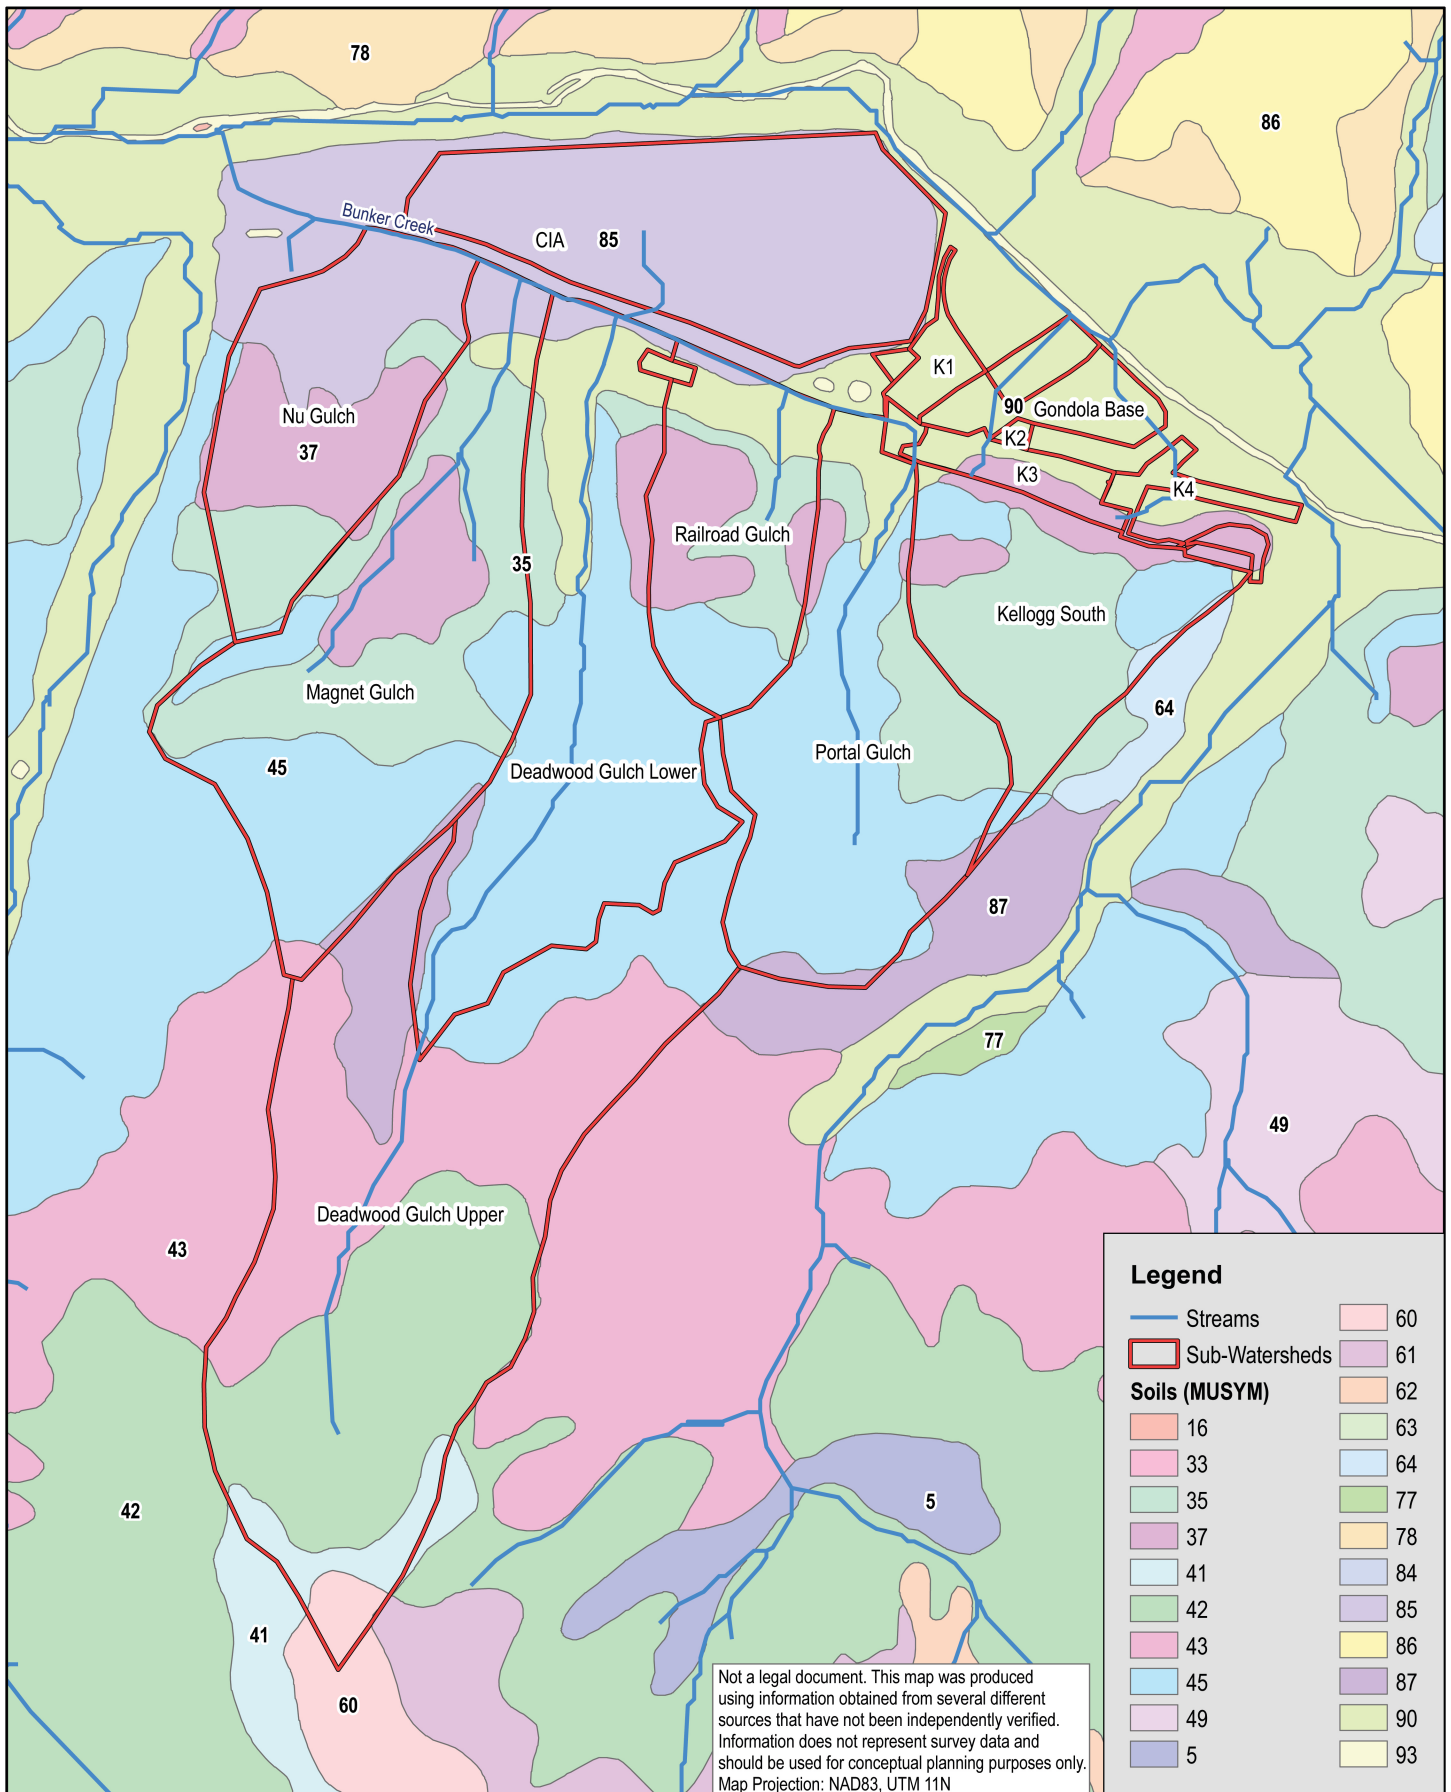 78
86
Bunker Creek
CIA
85
K1
90
Gondola Base
Nu Gulch
37
K2
K3
K4
Railroad Gulch
35
Kellogg South
Magnet Gulch
64
45
Deadwood Gulch Lower
Portal Gulch
87
77
49
Deadwood Gulch Upper
43
42
5
41
60
Legend
Streams
Sub-Watersheds
Soils (MUSYM)
16
33
35
37
41
42
43
45
49
5
60
61
62
63
64
77
78
84
85
86
87
90
93
Not a legal document. This map was produced
using information obtained from several different
sources that have not been independently verified.
Information does not represent survey data and
should be used for conceptual planning purposes only.
Map Projection: NAD83, UTM 11N